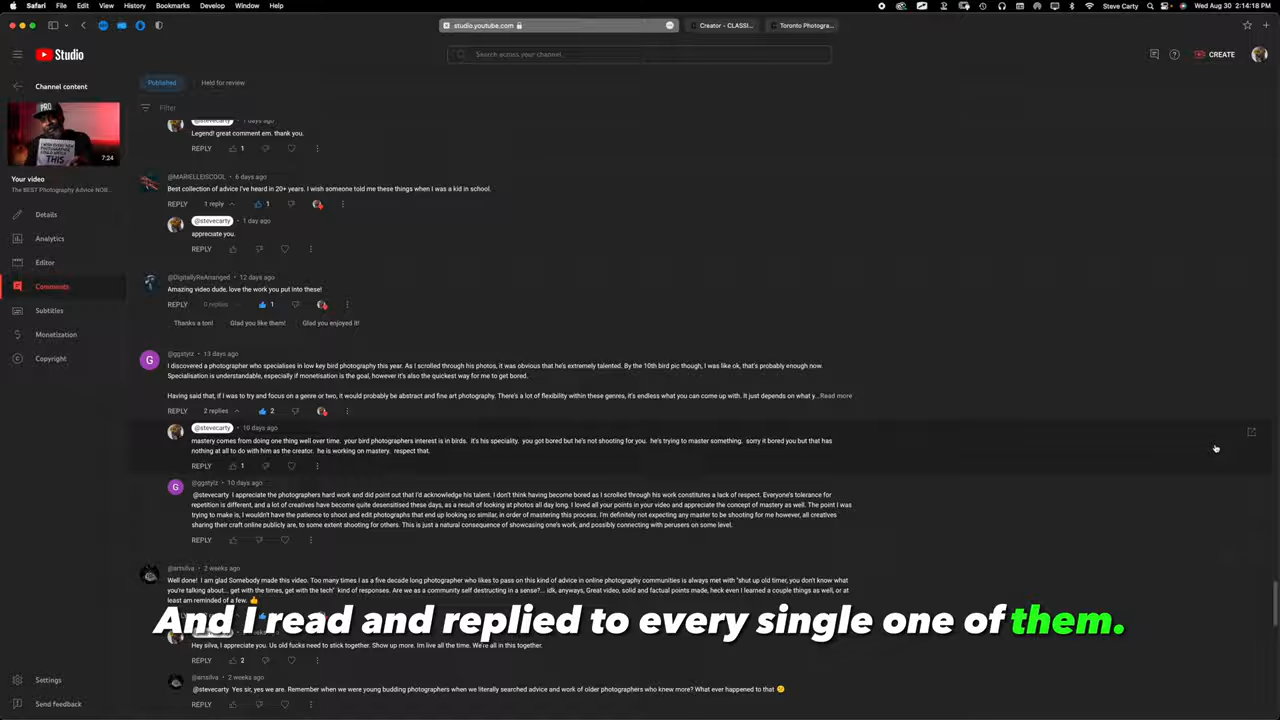 Safari File Edit View History Bookmarks Develop Window Help
Steve Carty Wed Aug 30 2:14:18 PM
studio.youtube.com
Creator - CLASSI...
Toronto Photogra...
Studio
Search across your channel
CREATE
Channel content
PRO
THIS
7:24
Your video
The BEST Photography Advice NOB...
Details
Analytics
Editor
Comments
Subtitles
Monetization
Copyright
Settings
Send feedback
Published Held for review
Filter
@stevecarty • 7 days ago
Legend! great comment em. thank you.
REPLY 1
@MARIELLEISCOOL • 6 days ago
Best collection of advice I've heard in 20+ years. I wish someone told me these things when I was a kid in school.
REPLY 1 reply 1
@stevecarty • 1 day ago
appreciate you.
REPLY
@DigitallyReArranged • 12 days ago
Amazing video dude, love the work you put into these!
REPLY 0 replies 1
Thanks a ton! Glad you like them! Glad you enjoyed it!
G
@ggstylz • 13 days ago
I discovered a photographer who specialises in low key bird photography this year. As I scrolled through his photos, it was obvious that he's extremely talented. By the 10th bird pic though, I was like ok, that's probably enough now.
Specialisation is understandable, especially if monetisation is the goal, however it's also the quickest way for me to get bored.
Having said that, if I was to try and focus on a genre or two, it would probably be abstract and fine art photography. There's a lot of flexibility within these genres, it's endless what you can come up with. It just depends on what y...Read more
REPLY 2 replies 2
@stevecarty • 10 days ago
mastery comes from doing one thing well over time. your bird photographers interest is in birds. it's his speciality. you got bored but he's not shooting for you. he's trying to master something. sorry it bored you but that has
nothing at all to do with him as the creator. he is working on mastery. respect that.
REPLY 1
G
@ggstylz • 10 days ago
@stevecarty I appreciate the photographers hard work and did point out that I'd acknowledge his talent. I don't think having become bored as I scrolled through his work constitutes a lack of respect. Everyone's tolerance for
repetition is different, and a lot of creatives have become quite desensitised these days, as a result of looking at photos all day long. I loved all your points in your video and appreciate the concept of mastery as well. The point I was
trying to make is, I wouldn't have the patience to shoot and edit photographs that end up looking so similar, in order of mastering this process. I'm definitely not expecting any master to be shooting for me however, all creatives
sharing their craft online publicly are, to some extent shooting for others. This is just a natural consequence of showcasing one's work, and possibly connecting with perusers on some level.
REPLY
@artsilva • 2 weeks ago
Well done! I am glad Somebody made this video. Too many times I as a five decade long photographer who likes to pass on this kind of advice in online photography communities is always met with "shut up old timer, you don't know what
you're talking about... get with the times, get with the tech" kind of responses. Are we as a community self destructing in a sense?... idk, anyways, Great video, solid and factual points made, heck even I learned a couple things as well, or at
least am reminded of a few. 👍
And I read and replied to every single one of them.
Hey silva, I appreciate you. Us old fucks need to stick together. Show up more. Im live all the time. We're all in this together.
REPLY 2
@artsilva • 2 weeks ago
@stevecarty Yes sir, yes we are. Remember when we were young budding photographers when we literally searched advice and work of older photographers who knew more? What ever happened to that 🤨
REPLY